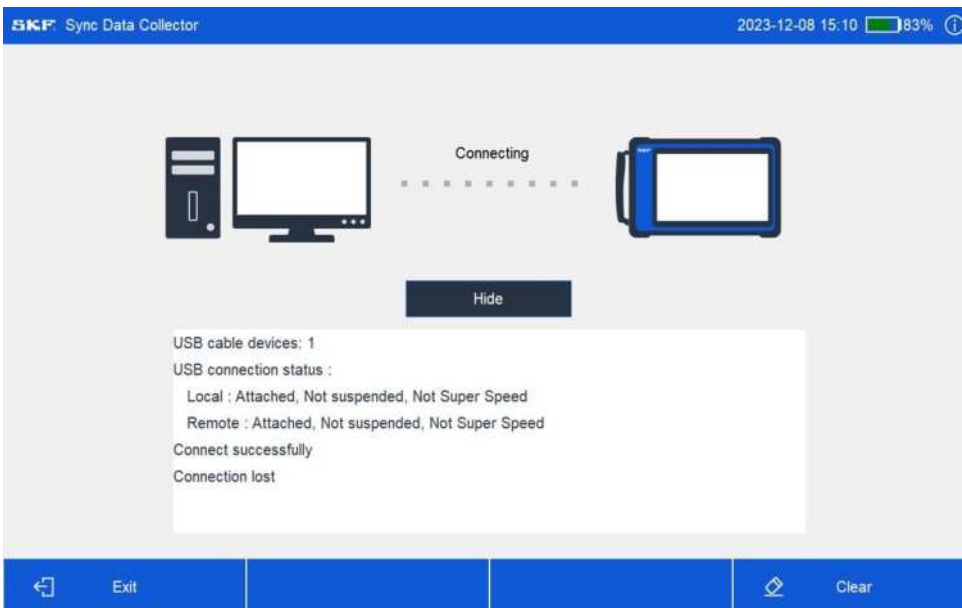 SKF. Sync Data Collector
2023-12-08 15:10 83%
Connecting
Hide
USB cable devices: 1
USB connection status :
Local : Attached, Not suspended, Not Super Speed
Remote : Attached, Not suspended, Not Super Speed
Connect successfully
Connection lost
Exit
Clear